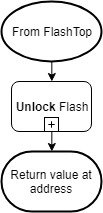 From FlashTop
Unlock Flash
+
Return value at
address